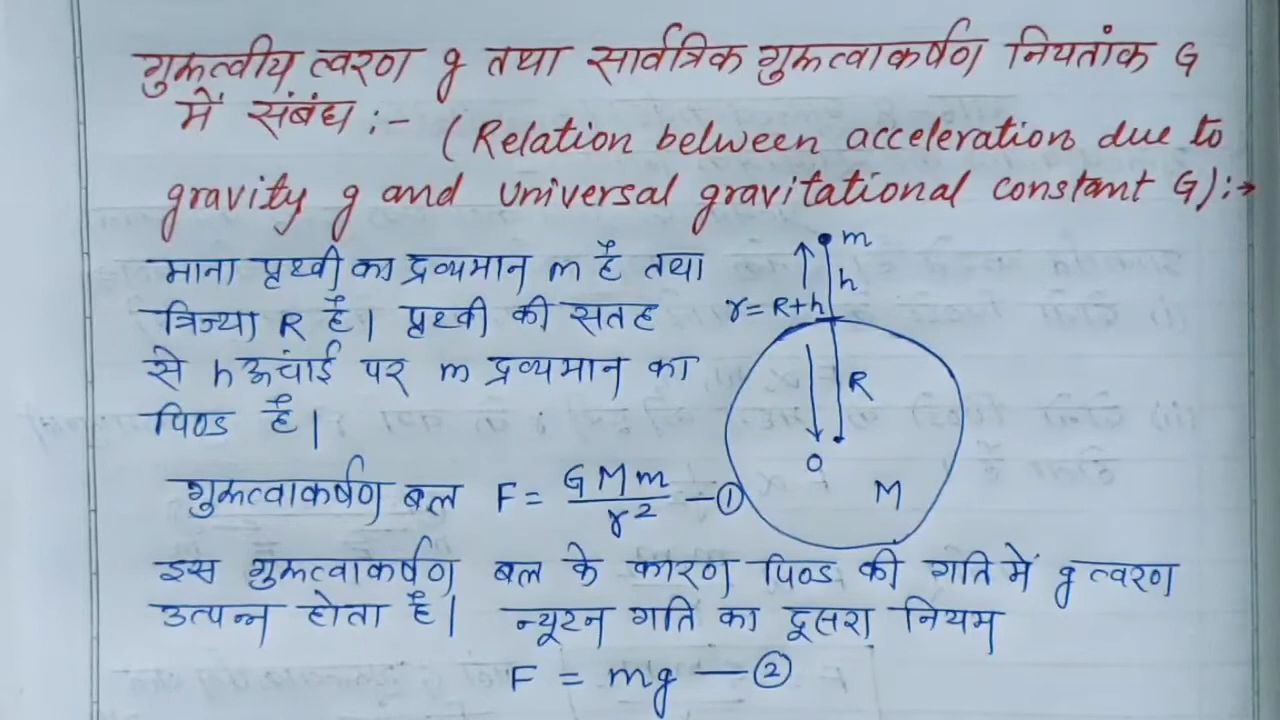 गुरुत्वीय त्वरण g तथा सार्वत्रिक गुरुत्वाकर्षण नियतांक G
में संबंध :- (Relation between acceleration due to
gravity g and universal gravitational constant G) :→
माना पृथ्वी का द्रव्यमान m है तथा
त्रिज्या R है। पृथ्वी की सतह
से h ऊंचाई पर m द्रव्यमान का
पिण्ड है।
m
h
r = R+h
R
O
M
गुरुत्वाकर्षण बल F = GMm/r² — ①
इस गुरुत्वाकर्षण बल के कारण पिण्ड की गति में g त्वरण
उत्पन्न होता है। न्यूटन गति का दूसरा नियम
F = mg — ②